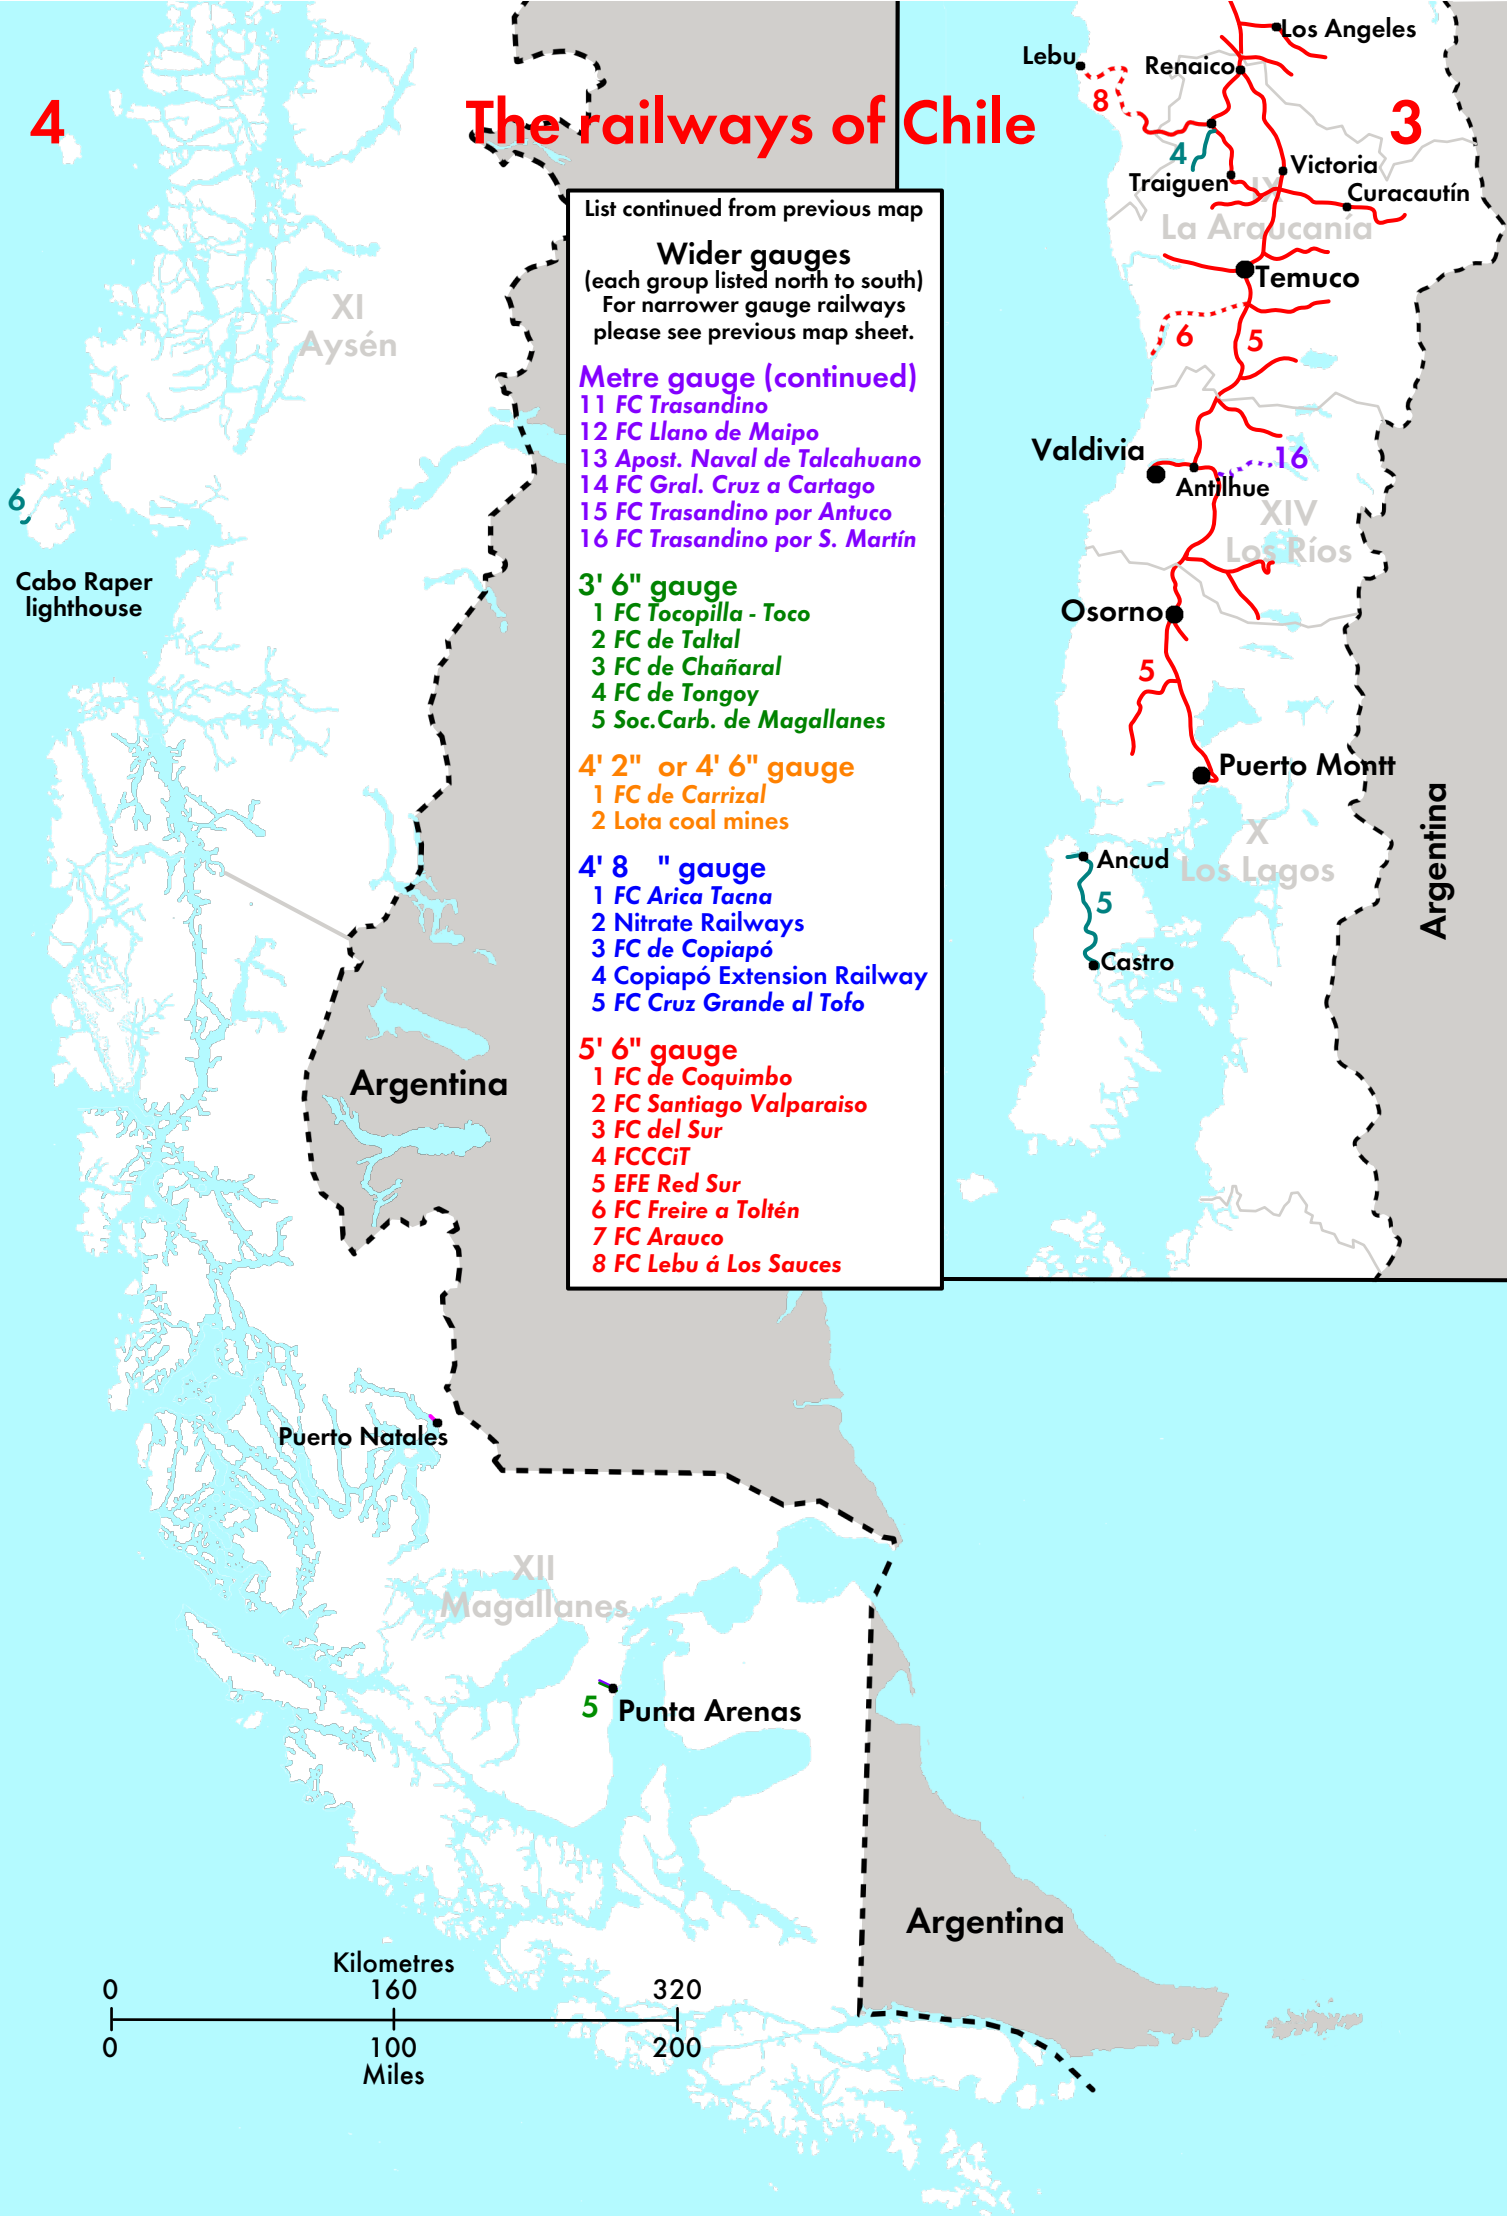 4
The railways of Chile
3
List continued from previous map
Wider gauges
(each group listed north to south)
For narrower gauge railways
please see previous map sheet.
Metre gauge (continued)
11 FC Trasandino
12 FC Llano de Maipo
13 Apost. Naval de Talcahuano
14 FC Gral. Cruz a Cartago
15 FC Trasandino por Antuco
16 FC Trasandino por S. Martín
3' 6" gauge
1 FC Tocopilla - Toco
2 FC de Taltal
3 FC de Chañaral
4 FC de Tongoy
5 Soc.Carb. de Magallanes
4' 2" or 4' 6" gauge
1 FC de Carrizal
2 Lota coal mines
4' 8 " gauge
1 FC Arica Tacna
2 Nitrate Railways
3 FC de Copiapó
4 Copiapó Extension Railway
5 FC Cruz Grande al Tofo
5' 6" gauge
1 FC de Coquimbo
2 FC Santiago Valparaiso
3 FC del Sur
4 FCCCiT
5 EFE Red Sur
6 FC Freire a Toltén
7 FC Arauco
8 FC Lebu á Los Sauces
Los Angeles
Lebu
Renaico
8
4
Victoria
Traiguen
Curacautín
IX
La Araucanía
Temuco
6
5
Valdivia
16
Antilhue
XIV
Los Ríos
Osorno
5
Puerto Montt
X
Los Lagos
Ancud
5
Castro
Argentina
XI
Aysén
6
Cabo Raper
lighthouse
Argentina
Puerto Natales
XII
Magallanes
5
Punta Arenas
Argentina
Kilometres
0 160 320
0 100 200
Miles